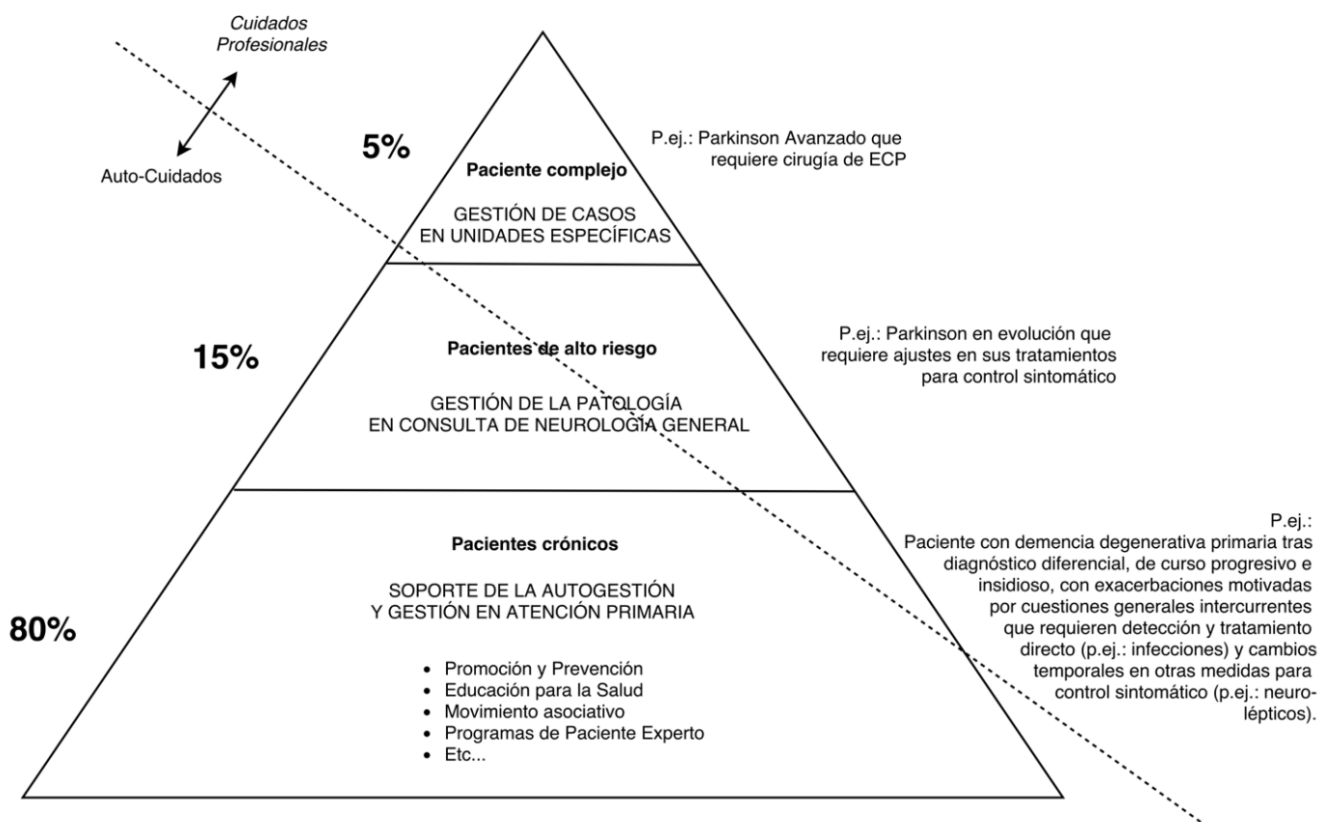 Cuidados
Profesionales
Auto-Cuidados
5%
Paciente complejo
GESTIÓN DE CASOS
EN UNIDADES ESPECÍFICAS
P.ej.: Parkinson Avanzado que
requiere cirugía de ECP
15%
Pacientes de alto riesgo
GESTIÓN DE LA PATOLOGÍA
EN CONSULTA DE NEUROLOGÍA GENERAL
P.ej.: Parkinson en evolución que
requiere ajustes en sus tratamientos
para control sintomático
80%
Pacientes crónicos
SOPORTE DE LA AUTOGESTIÓN
Y GESTIÓN EN ATENCIÓN PRIMARIA
• Promoción y Prevención
• Educación para la Salud
• Movimiento asociativo
• Programas de Paciente Experto
• Etc...
P.ej.:
Paciente con demencia degenerativa primaria tras
diagnóstico diferencial, de curso progresivo e
insidioso, con exacerbaciones motivadas
por cuestiones generales intercurrentes
que requieren detección y tratamiento
directo (p.ej.: infecciones) y cambios
temporales en otras medidas para
control sintomático (p.ej.: neuro-
lépticos).